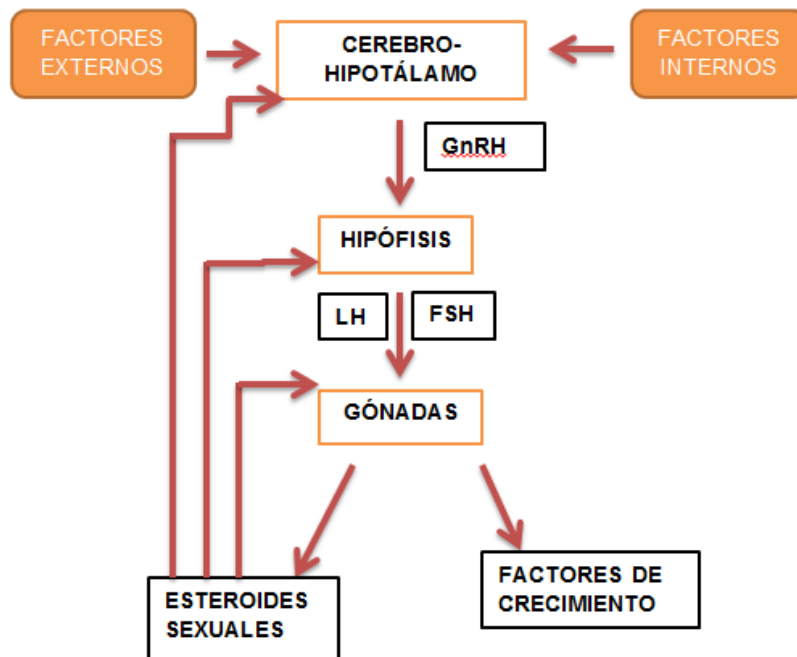 FACTORES
EXTERNOS
CEREBRO-
HIPOTÁLAMO
FACTORES
INTERNOS
GnRH
HIPÓFISIS
LH
FSH
GÓNADAS
ESTEROIDES
SEXUALES
FACTORES DE
CRECIMIENTO